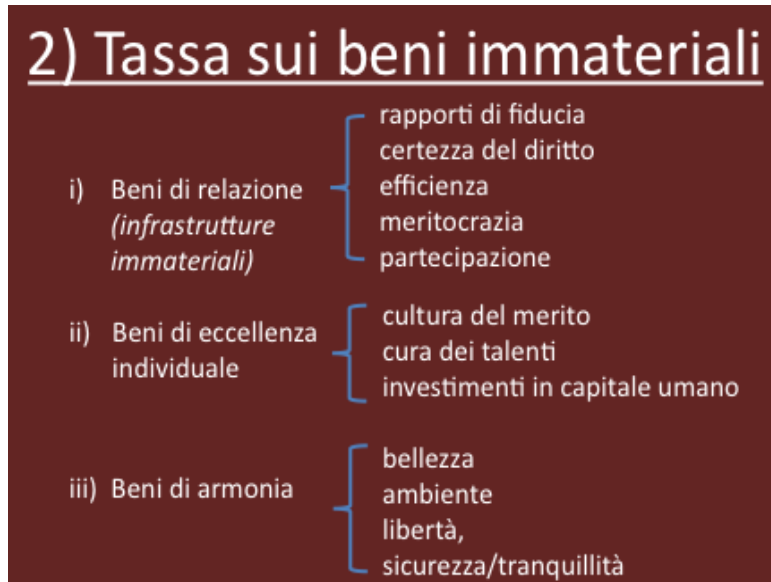 2) Tassa sui beni immateriali
i) Beni di relazione
(infrastrutture
immateriali)
rapporti di fiducia
certezza del diritto
efficienza
meritocrazia
partecipazione
ii) Beni di eccellenza
individuale
cultura del merito
cura dei talenti
investimenti in capitale umano
iii) Beni di armonia
bellezza
ambiente
libertà,
sicurezza/tranquillità